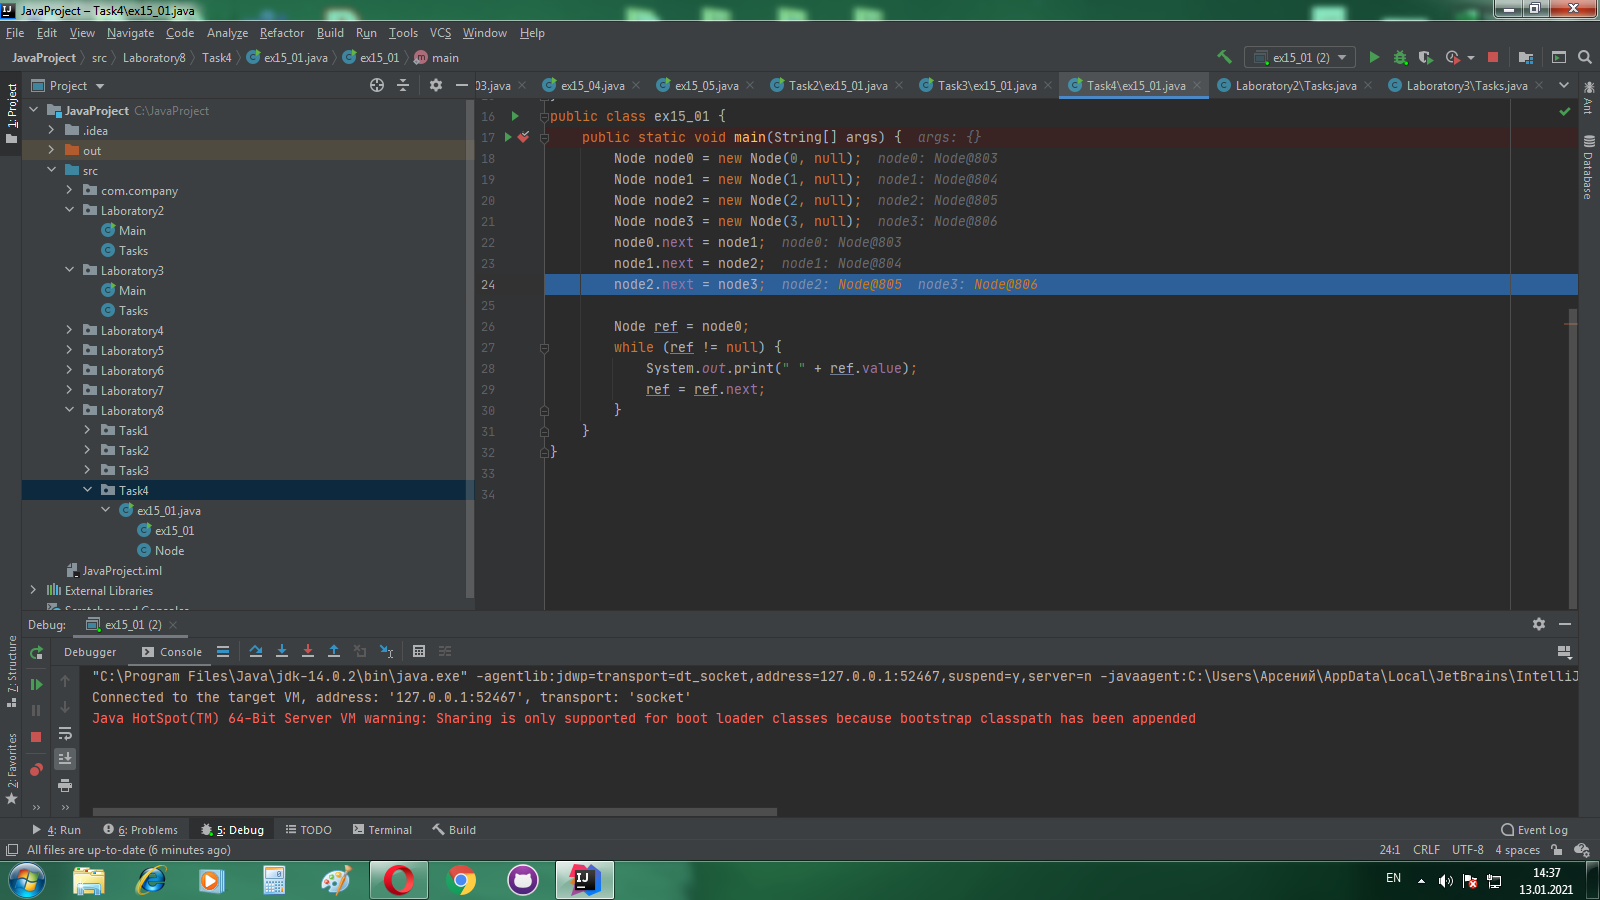 JavaProject – Task4\ex15_01.java
File Edit View Navigate Code Analyze Refactor Build Run Tools VCS Window Help
JavaProject src Laboratory8 Task4 ex15_01.java ex15_01 main
ex15_01 (2)
Project
03.java ex15_04.java ex15_05.java Task2\ex15_01.java Task3\ex15_01.java Task4\ex15_01.java Laboratory2\Tasks.java Laboratory3\Tasks.java
1: Project
Ant
Database
JavaProject C:\JavaProject
.idea
out
src
com.company
Laboratory2
Main
Tasks
Laboratory3
Main
Tasks
Laboratory4
Laboratory5
Laboratory6
Laboratory7
Laboratory8
Task1
Task2
Task3
Task4
ex15_01.java
ex15_01
Node
JavaProject.iml
External Libraries
Scratches and Consoles
16 public class ex15_01 {
17 public static void main(String[] args) { args: {}
18 Node node0 = new Node(0, null); node0: Node@803
19 Node node1 = new Node(1, null); node1: Node@804
20 Node node2 = new Node(2, null); node2: Node@805
21 Node node3 = new Node(3, null); node3: Node@806
22 node0.next = node1; node0: Node@803
23 node1.next = node2; node1: Node@804
24 node2.next = node3; node2: Node@805 node3: Node@806
25
26 Node ref = node0;
27 while (ref != null) {
28 System.out.print(" " + ref.value);
29 ref = ref.next;
30 }
31 }
32 }
33
34
Debug: ex15_01 (2)
Debugger Console
7: Structure
2: Favorites
"C:\Program Files\Java\jdk-14.0.2\bin\java.exe" -agentlib:jdwp=transport=dt_socket,address=127.0.0.1:52467,suspend=y,server=n -javaagent:C:\Users\Арсений\AppData\Local\JetBrains\IntelliJ
Connected to the target VM, address: '127.0.0.1:52467', transport: 'socket'
Java HotSpot(TM) 64-Bit Server VM warning: Sharing is only supported for boot loader classes because bootstrap classpath has been appended
4: Run 6: Problems 5: Debug TODO Terminal Build Event Log
All files are up-to-date (6 minutes ago) 24:1 CRLF UTF-8 4 spaces
EN 14:37
13.01.2021